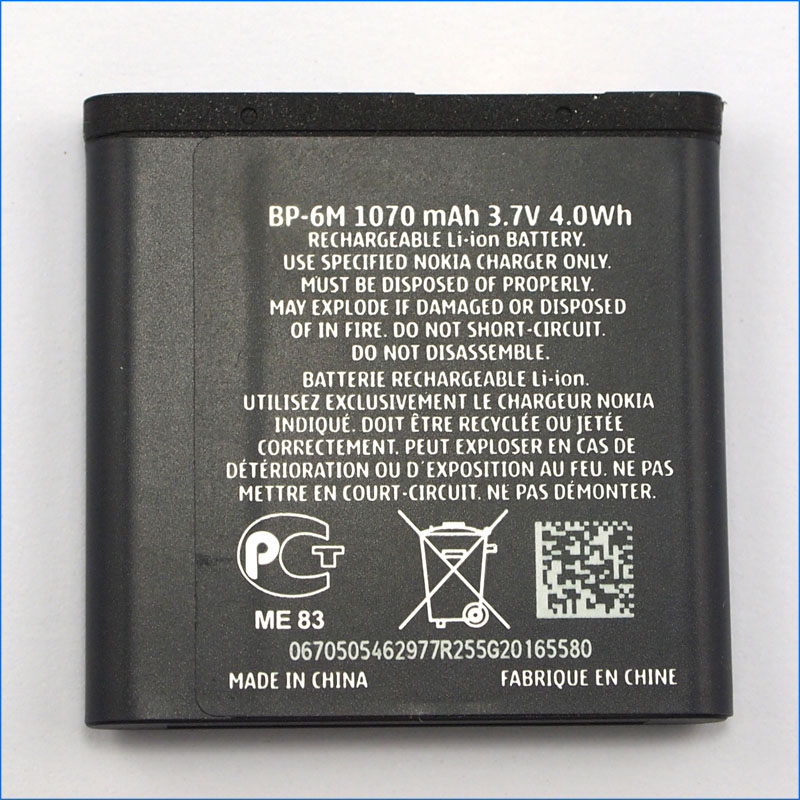 BP-6M 1070 mAh 3.7V 4.0Wh
RECHARGEABLE Li-ion BATTERY.
USE SPECIFIED NOKIA CHARGER ONLY.
MUST BE DISPOSED OF PROPERLY.
MAY EXPLODE IF DAMAGED OR DISPOSED
OF IN FIRE. DO NOT SHORT-CIRCUIT.
DO NOT DISASSEMBLE.
BATTERIE RECHARGEABLE Li-ion.
UTILISEZ EXCLUSIVEMENT LE CHARGEUR NOKIA
INDIQUÉ. DOIT ÊTRE RECYCLÉE OU JETÉE
CORRECTEMENT. PEUT EXPLOSER EN CAS DE
DÉTÉRIORATION OU D'EXPOSITION AU FEU. NE PAS
METTRE EN COURT-CIRCUIT. NE PAS DÉMONTER.
PCT
ME 83
0670505462977R255G20165580
MADE IN CHINA FABRIQUE EN CHINE